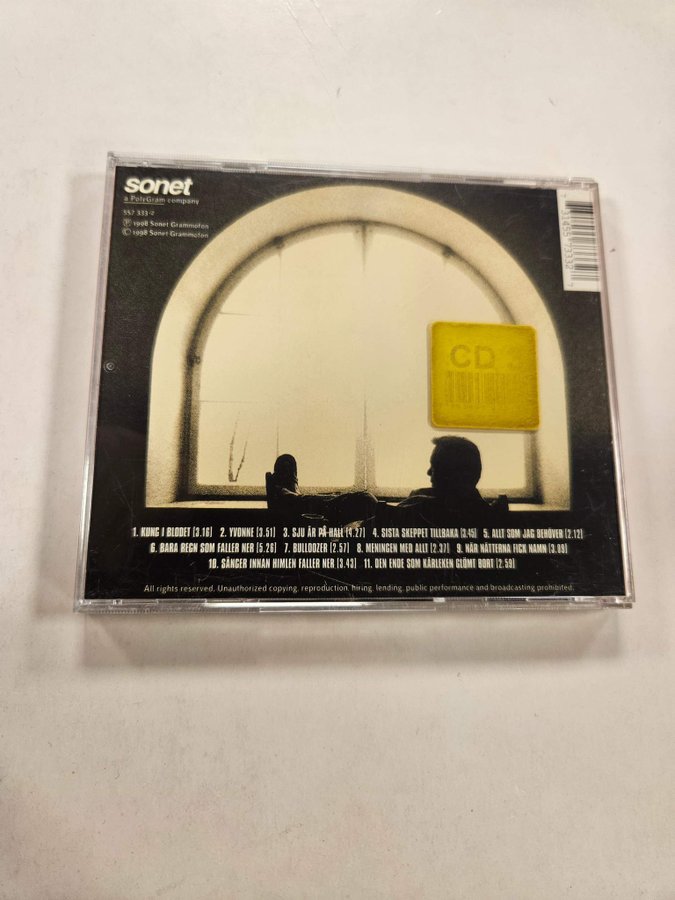 sonet
a PolyGram company
557 333-2
Ⓟ 1998 Sonet Grammofon
© 1998 Sonet Grammofon
CD 3
1. KUNG I BLODET [3.16] 2. YVONNE [3.51] 3. SJU ÅR PÅ HALL [4.27] 4. SISTA SKEPPET TILLBAKA [3.45] 5. ALLT SOM JAG BEHÖVER [2.12]
6. BARA REGN SOM FALLER NER [5.26] 7. BULLDOZER [2.57] 8. MENINGEN MED ALLT [2.37] 9. NÄR NÄTTERNA FICK NAMN [3.09]
10. SÅNGER INNAN HIMLEN FALLER NER [3.43] 11. DEN ENDE SOM KÄRLEKEN GLÖMT BORT [2.59]
All rights reserved. Unauthorized copying, reproduction, hiring, lending, public performance and broadcasting prohibited.